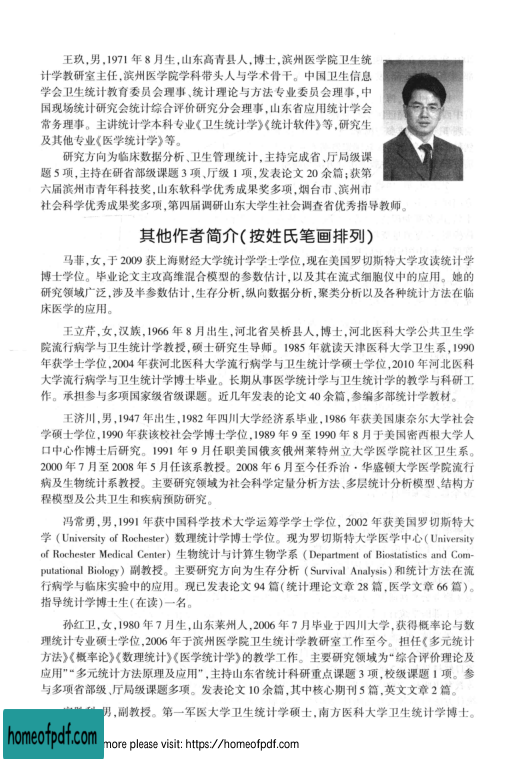 王玖,男,1971 年 8 月生,山东高青县人,博士,滨州医学院卫生统
计学教研室主任,滨州医学院学科带头人与学术骨干。中国卫生信息
学会卫生统计教育委员会理事、统计理论与方法专业委员会理事,中
国现场统计研究会统计综合评价研究分会理事,山东省应用统计学会
常务理事。主讲统计学本科专业《卫生统计学》《统计软件》等,研究生
及其他专业《医学统计学》等。
研究方向为临床数据分析、卫生管理统计,主持完成省、厅局级课
题 5 项,主持在研省部级课题 3 项、厅级 1 项,发表论文 20 余篇;获第
六届滨州市青年科技奖,山东软科学优秀成果奖多项,烟台市、滨州市
社会科学优秀成果奖多项,第四届调研山东大学生社会调查省优秀指导教师。
其他作者简介(按姓氏笔画排列)
马菲,女,于 2009 获上海财经大学统计学学士学位,现在美国罗切斯特大学攻读统计学
博士学位。毕业论文主攻高维混合模型的参数估计,以及其在流式细胞仪中的应用。她的
研究领域广泛,涉及半参数估计,生存分析,纵向数据分析,聚类分析以及各种统计方法在临
床医学的应用。
王立芹,女,汉族,1966 年 8 月出生,河北省吴桥县人,博士,河北医科大学公共卫生学
院流行病学与卫生统计学教授,硕士研究生导师。1985 年就读天津医科大学卫生系,1990
年获学士学位,2004 年获河北医科大学流行病学与卫生统计学硕士学位,2010 年河北医科
大学流行病学与卫生统计学博士毕业。长期从事医学统计学与卫生统计学的教学与科研工
作。承担参与多项国家级省级课题。近几年发表的论文 40 余篇,参编多部统计学教材。
王济川,男,1947 年出生,1982 年四川大学经济系毕业,1986 年获美国康奈尔大学社会
学硕士学位,1990 年获该校社会学博士学位,1989 年 9 至 1990 年 8 月于美国密西根大学人
口中心作博士后研究。1991 年 9 月任职美国俄亥俄州莱特州立大学医学院社区卫生系。
2000 年 7 月至 2008 年 5 月任该系教授。2008 年 6 月至今任乔治·华盛顿大学医学院流行
病及生物统计系教授。主要研究领域为社会科学定量分析方法、多层统计分析模型、结构方
程模型及公共卫生和疾病预防研究。
冯常勇,男,1991 年获中国科学技术大学运筹学学士学位, 2002 年获美国罗切斯特大
学 (University of Rochester) 数理统计学博士学位。现为罗切斯特大学医学中心(University
of Rochester Medical Center) 生物统计与计算生物学系 (Department of Biostatistics and Com-
putational Biology) 副教授。主要研究方向为生存分析 (Survival Analysis)和统计方法在流
行病学与临床实验中的应用。现已发表论文 94 篇(统计理论文章 28 篇,医学文章 66 篇)。
指导统计学博士生(在读)一名。
孙红卫,女,1980 年 7 月生,山东莱州人,2006 年 7 月毕业于四川大学,获得概率论与数
理统计专业硕士学位,2006 年于滨州医学院卫生统计学教研室工作至今。担任《多元统计
方法》《概率论》《数理统计》《医学统计学》的教学工作。主要研究领域为“综合评价理论及
应用”“多元统计方法原理及应用”,主持山东省统计科研重点课题 3 项,校级课题 1 项。参
与多项省部级、厅局级课题多项。发表论文 10 余篇,其中核心期刊 5 篇,英文文章 2 篇。
男,副教授。第一军医大学卫生统计学硕士,南方医科大学卫生统计学博士。
homeofpdf.com
more please visit: https://homeofpdf.com